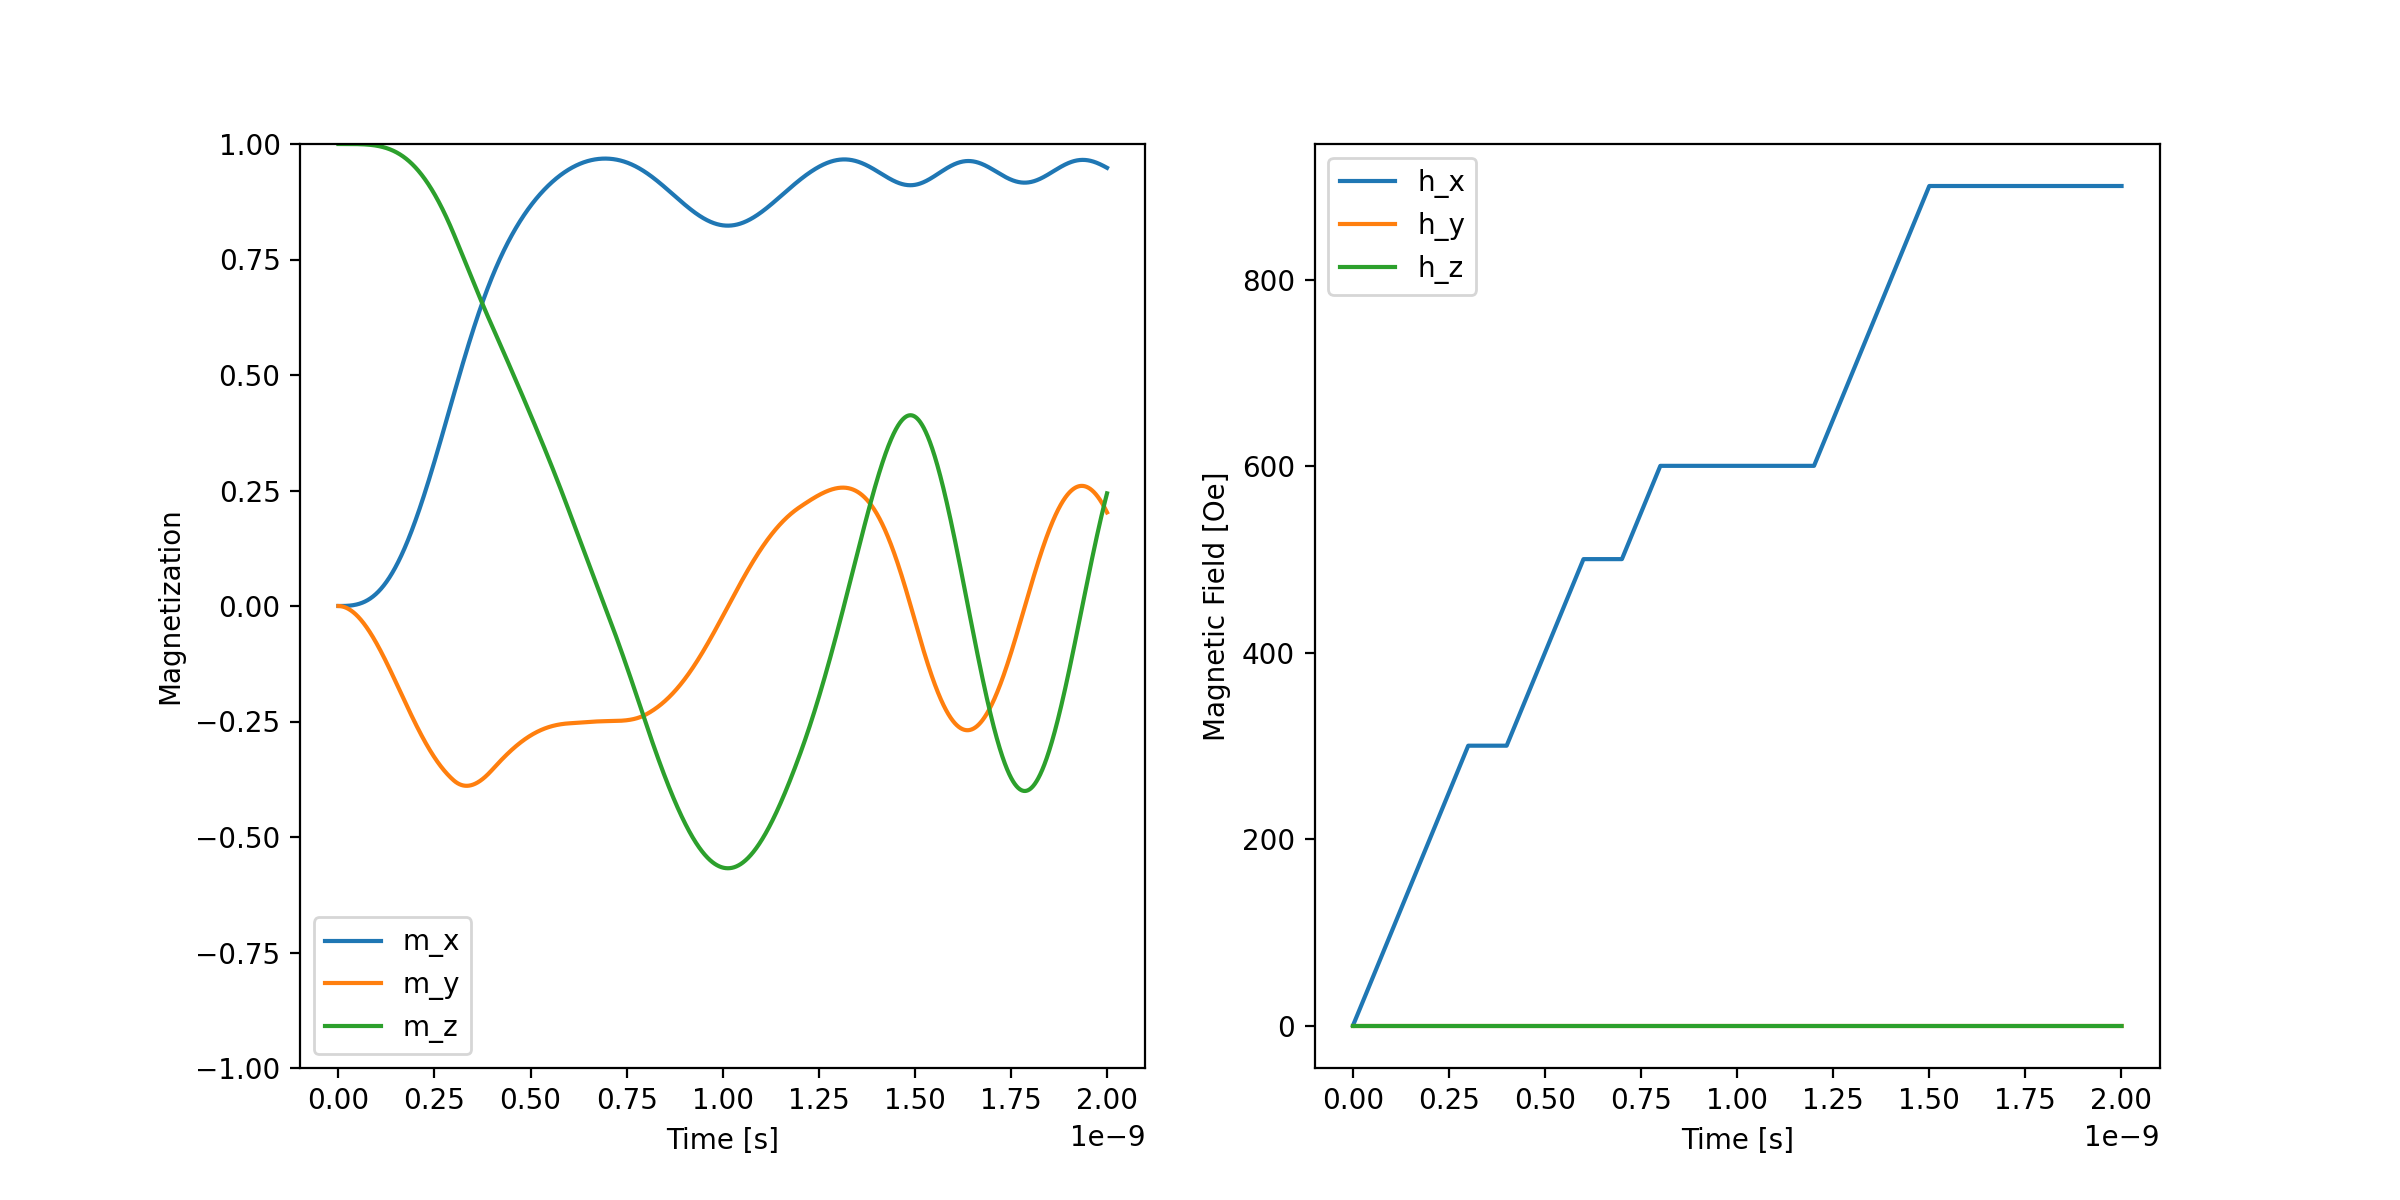 1.00
0.75
0.50
0.25
0.00
−0.25
−0.50
−0.75
−1.00
Magnetization
m_x
m_y
m_z
0.00 0.25 0.50 0.75 1.00 1.25 1.50 1.75 2.00
Time [s]
1e−9
h_x
h_y
h_z
800
600
400
200
0
Magnetic Field [Oe]
0.00 0.25 0.50 0.75 1.00 1.25 1.50 1.75 2.00
Time [s]
1e−9